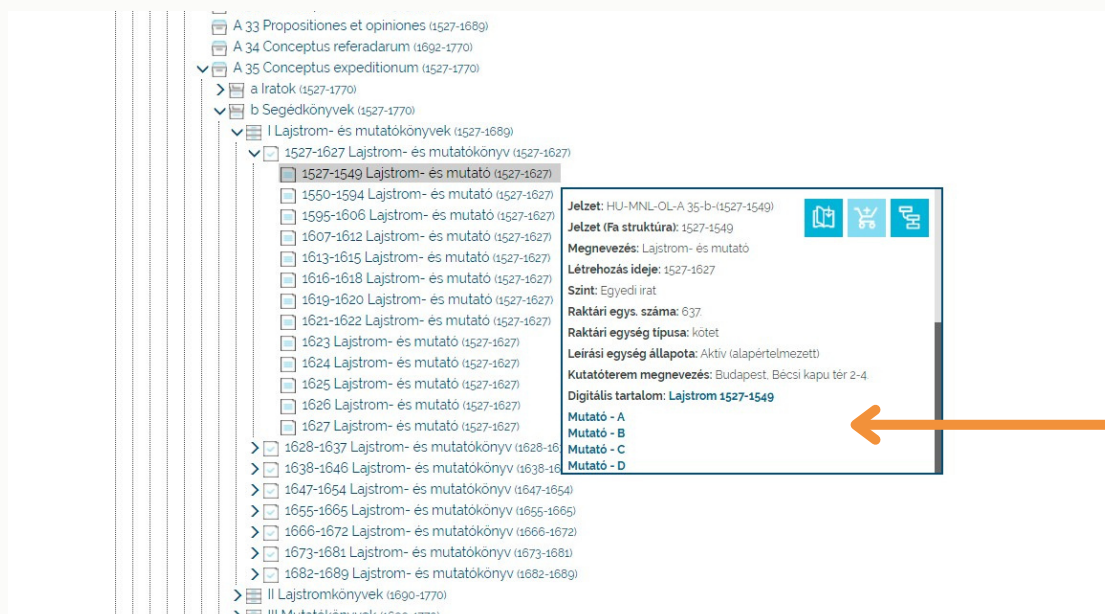 A 33 Propositiones et opiniones (1527-1689)
A 34 Conceptus referadarum (1692-1770)
A 35 Conceptus expeditionum (1527-1770)
a Iratok (1527-1770)
b Segédkönyvek (1527-1770)
I Lajstrom- és mutatókönyvek (1527-1689)
1527-1627 Lajstrom- és mutatókönyv (1527-1627)
1527-1549 Lajstrom- és mutató (1527-1627)
1550-1594 Lajstrom- és mutató (1527-1627)
1595-1606 Lajstrom- és mutató (1527-1627)
1607-1612 Lajstrom- és mutató (1527-1627)
1613-1615 Lajstrom- és mutató (1527-1627)
1616-1618 Lajstrom- és mutató (1527-1627)
1619-1620 Lajstrom- és mutató (1527-1627)
1621-1622 Lajstrom- és mutató (1527-1627)
1623 Lajstrom- és mutató (1527-1627)
1624 Lajstrom- és mutató (1527-1627)
1625 Lajstrom- és mutató (1527-1627)
1626 Lajstrom- és mutató (1527-1627)
1627 Lajstrom- és mutató (1527-1627)
1628-1637 Lajstrom- és mutatókönyv (1628-16
1638-1646 Lajstrom- és mutatókönyv (1638-16
1647-1654 Lajstrom- és mutatókönyv (1647-1654)
1655-1665 Lajstrom- és mutatókönyv (1655-1665)
1666-1672 Lajstrom- és mutatókönyv (1666-1672)
1673-1681 Lajstrom- és mutatókönyv (1673-1681)
1682-1689 Lajstrom- és mutatókönyv (1682-1689)
II Lajstromkönyvek (1690-1770)
III Mutatókönyvek
Jelzet: HU-MNL-OL-A 35-b-(1527-1549)
Jelzet (Fa struktúra): 1527-1549
Megnevezés: Lajstrom- és mutató
Létrehozás ideje: 1527-1627
Szint: Egyedi irat
Raktári egys. száma: 637.
Raktári egység típusa: kötet
Leírási egység állapota: Aktív (alapértelmezett)
Kutatóterem megnevezés: Budapest, Bécsi kapu tér 2-4.
Digitális tartalom: Lajstrom 1527-1549
Mutató - A
Mutató - B
Mutató - C
Mutató - D